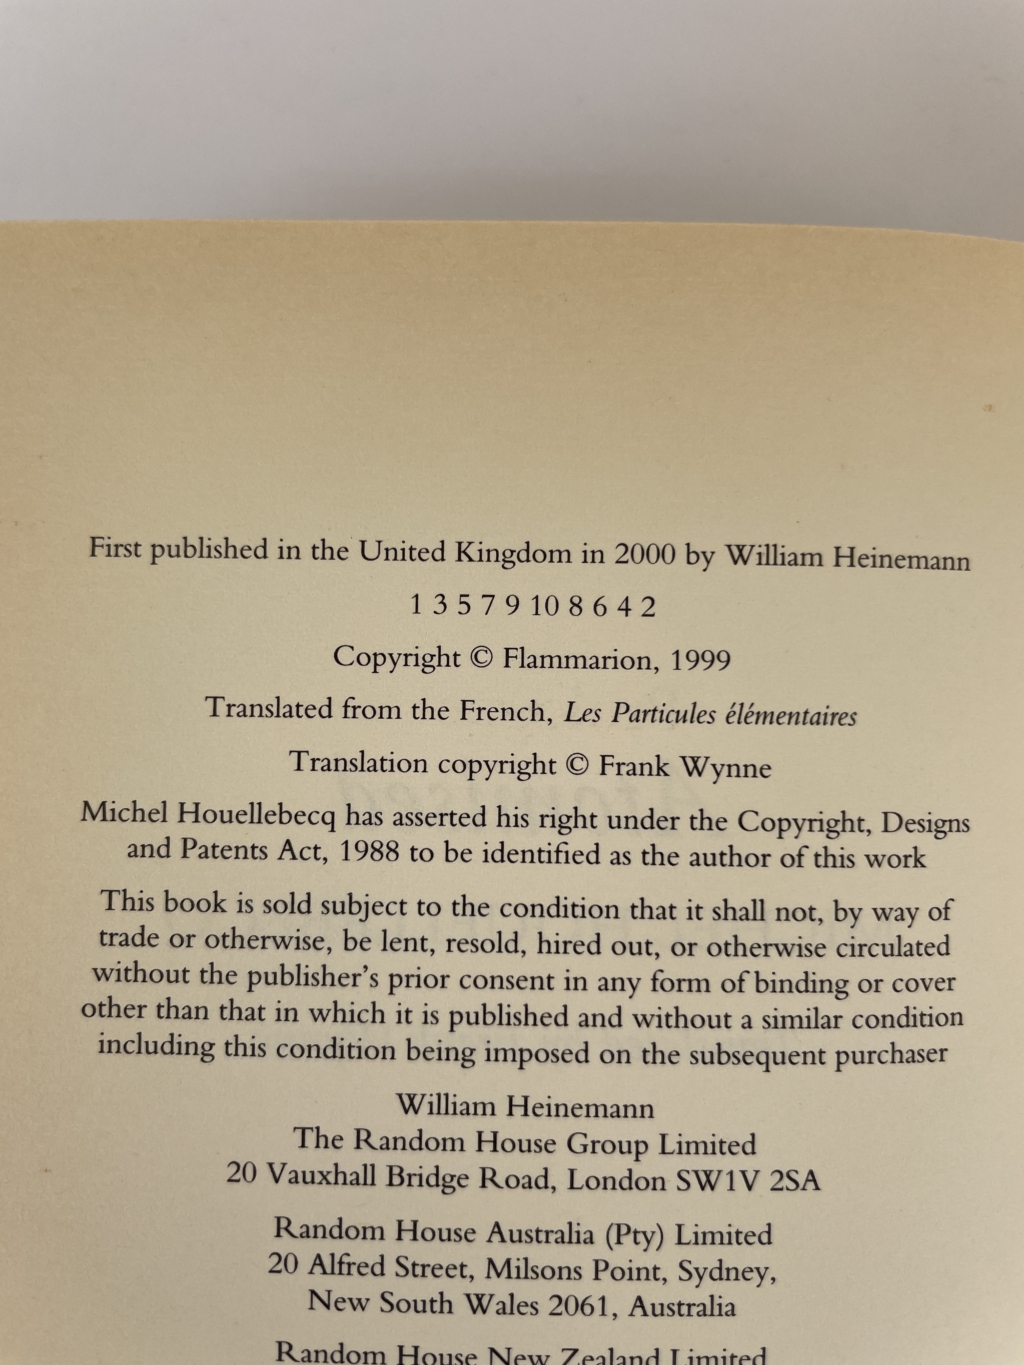 First published in the United Kingdom in 2000 by William Heinemann
1 3 5 7 9 10 8 6 4 2
Copyright © Flammarion, 1999
Translated from the French, Les Particules élémentaires
Translation copyright © Frank Wynne
Michel Houellebecq has asserted his right under the Copyright, Designs
and Patents Act, 1988 to be identified as the author of this work
This book is sold subject to the condition that it shall not, by way of
trade or otherwise, be lent, resold, hired out, or otherwise circulated
without the publisher's prior consent in any form of binding or cover
other than that in which it is published and without a similar condition
including this condition being imposed on the subsequent purchaser
William Heinemann
The Random House Group Limited
20 Vauxhall Bridge Road, London SW1V 2SA
Random House Australia (Pty) Limited
20 Alfred Street, Milsons Point, Sydney,
New South Wales 2061, Australia
Random House New Zealand Limited